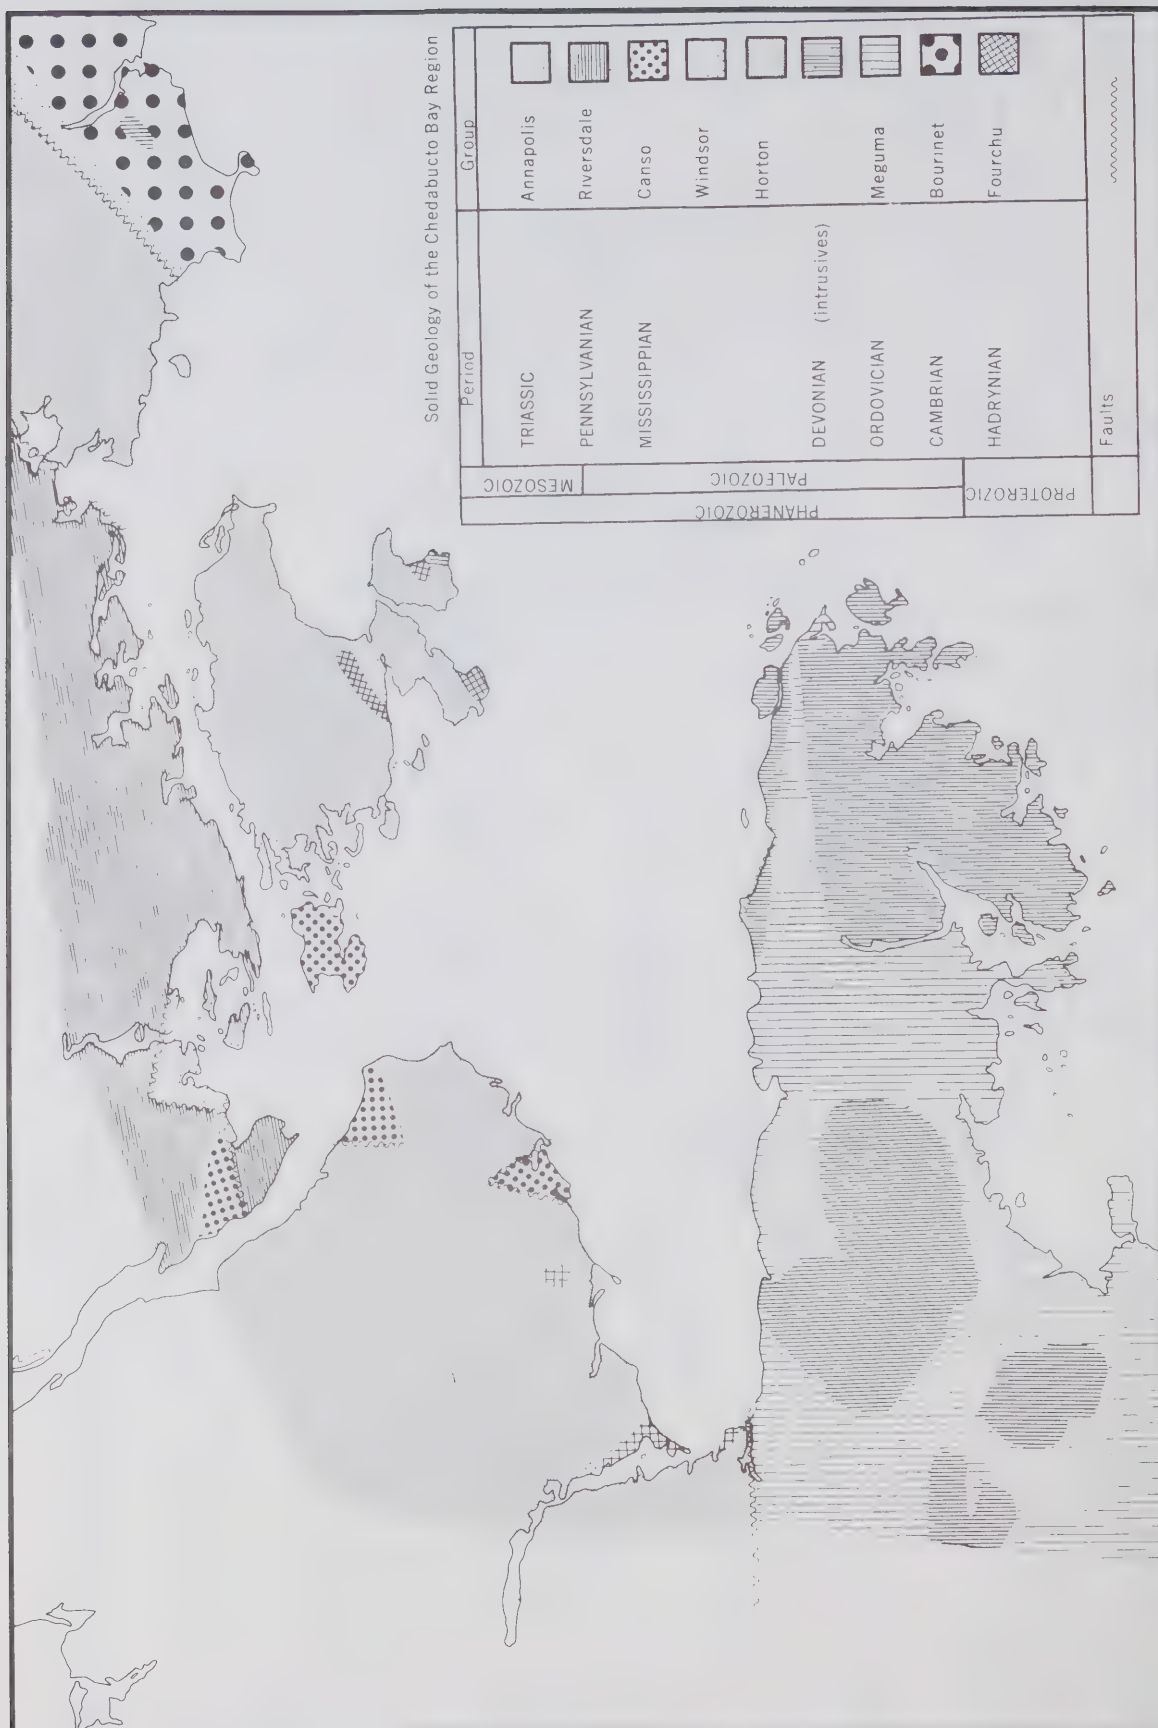 Solid Geology of the Chedabucto Bay Region
Period Group
PHANEROZOIC
MESOZOIC
PALEOZOIC
PROTEROZIC
TRIASSIC Annapolis
PENNSYLVANIAN Riversdale
MISSISSIPPIAN Canso
Windsor
Horton
DEVONIAN (intrusives)
ORDOVICIAN Meguma
CAMBRIAN Bourinet
HADRYNIAN Fourchu
Faults